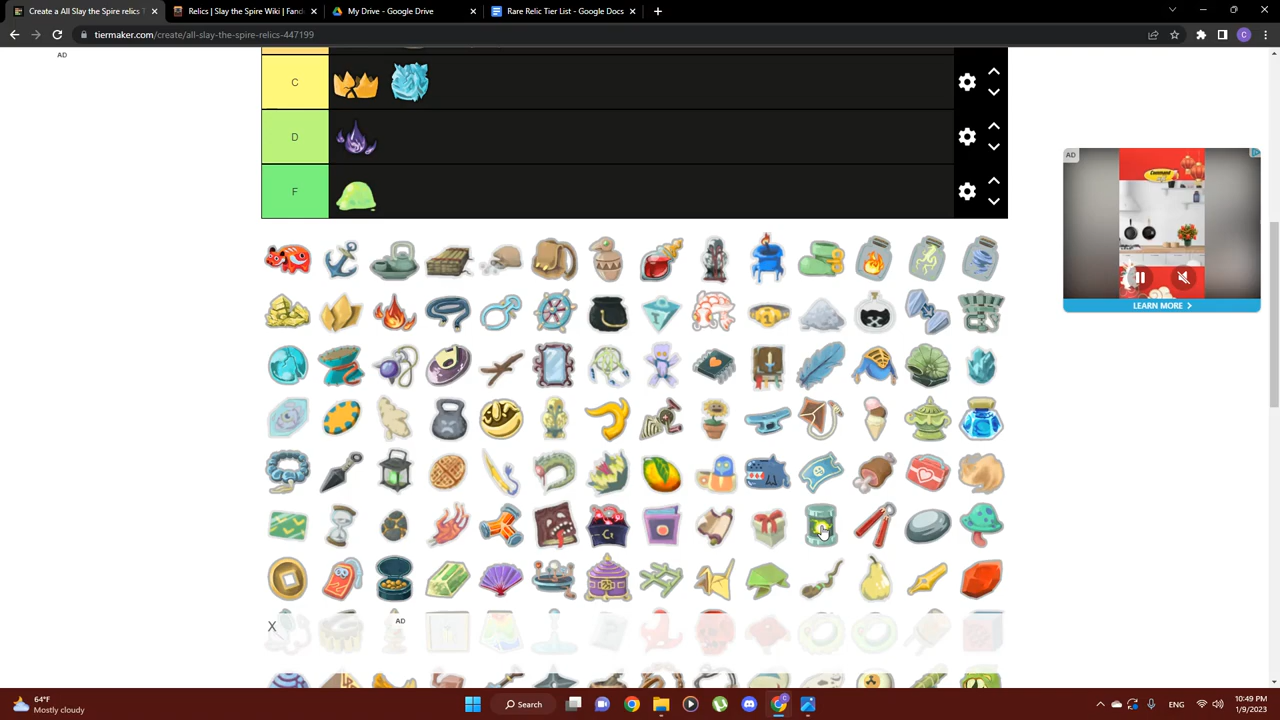 Create a All Slay the Spire relics T
Relics | Slay the Spire Wiki | Fand
My Drive - Google Drive
Rare Relic Tier List - Google Docs
tiermaker.com/create/all-slay-the-spire-relics-447199
C
AD
C
D
F
AD
Command
LEARN MORE
X
AD
64°F
Mostly cloudy
Search
ENG
10:49 PM
1/9/2023